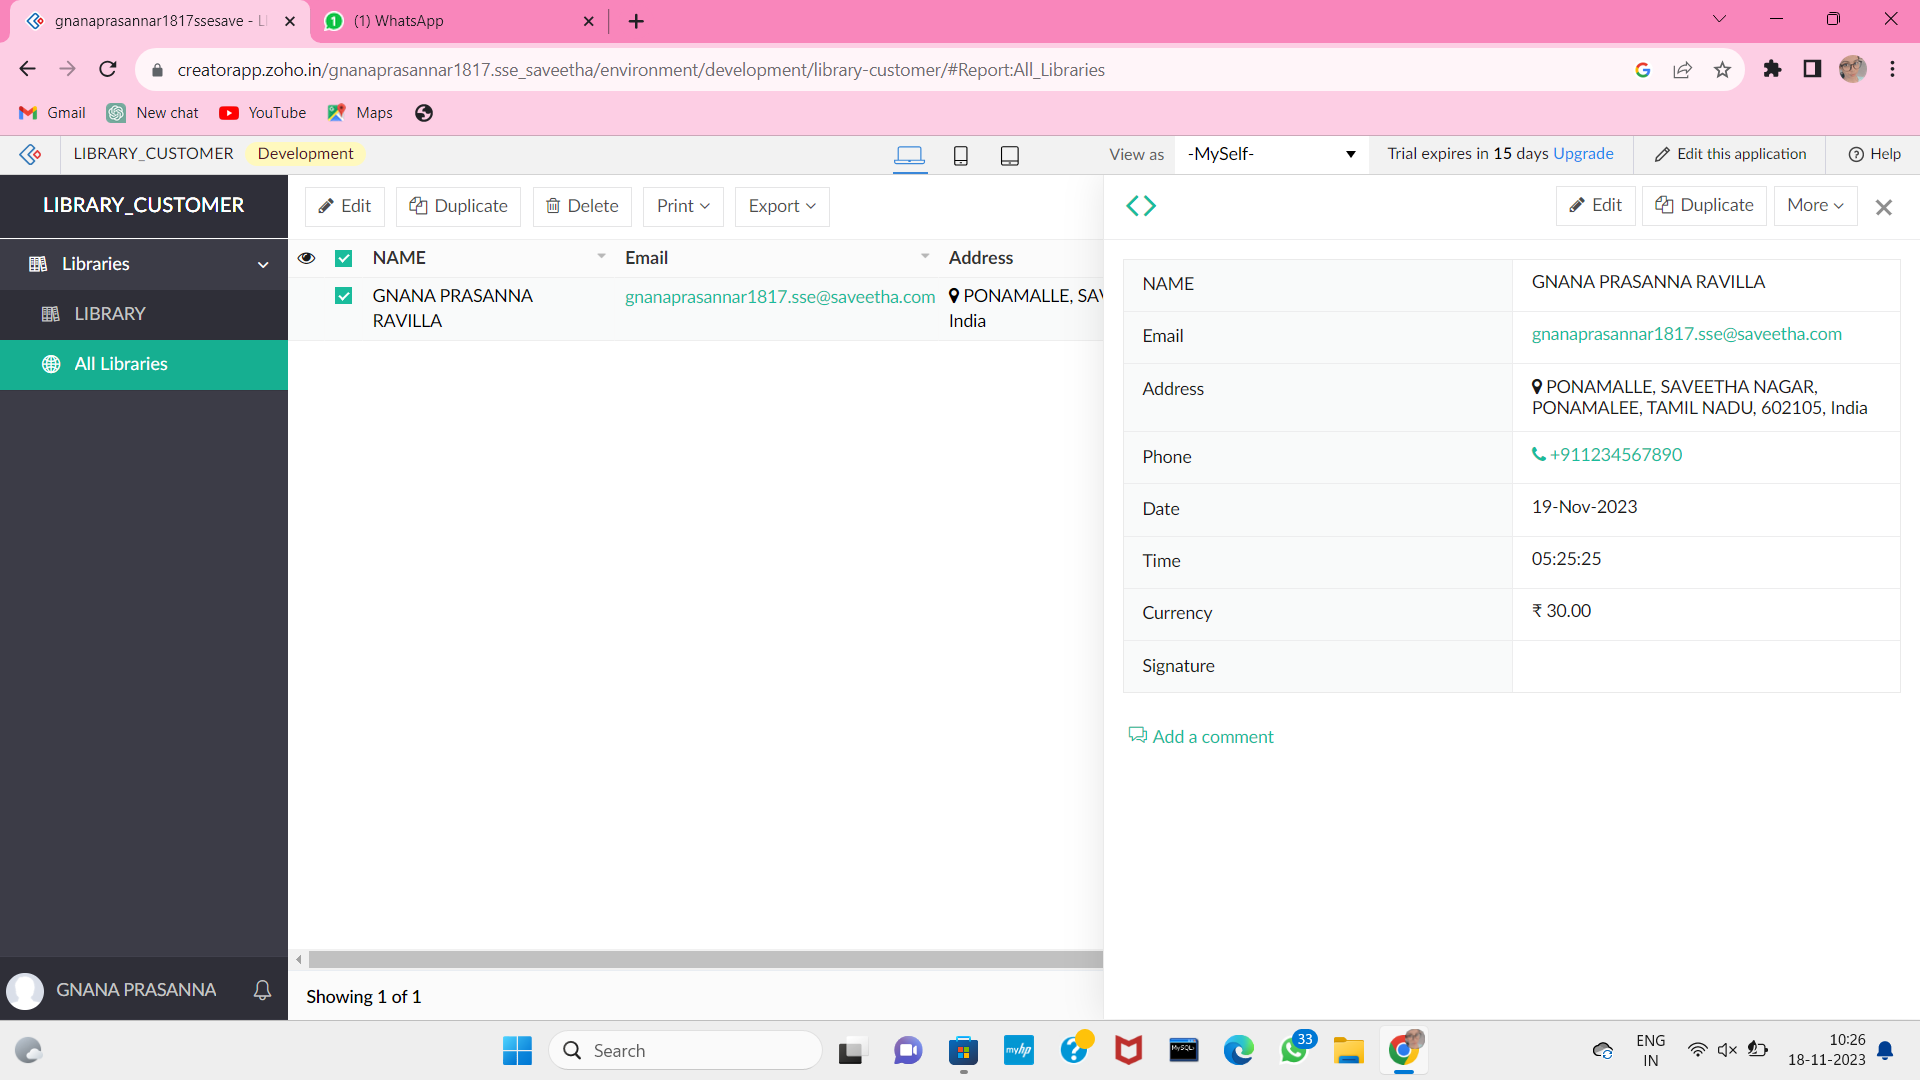 gnanaprasannar1817ssesave - LI
(1) WhatsApp
creatorapp.zoho.in/gnanaprasannar1817.sse_saveetha/environment/development/library-customer/#Report:All_Libraries
Gmail New chat YouTube Maps
LIBRARY_CUSTOMER Development View as -MySelf- Trial expires in 15 days Upgrade Edit this application Help
LIBRARY_CUSTOMER
Libraries
LIBRARY
All Libraries
GNANA PRASANNA
Edit Duplicate Delete Print Export
NAME Email Address
GNANA PRASANNA gnanaprasannar1817.sse@saveetha.com PONAMALLE, SAV
RAVILLA India
Showing 1 of 1
Edit Duplicate More
NAME GNANA PRASANNA RAVILLA
Email gnanaprasannar1817.sse@saveetha.com
Address PONAMALLE, SAVEETHA NAGAR,
PONAMALEE, TAMIL NADU, 602105, India
Phone +911234567890
Date 19-Nov-2023
Time 05:25:25
Currency ₹ 30.00
Signature
Add a comment
Search
myhp
MySQL
33
ENG
IN
10:26
18-11-2023